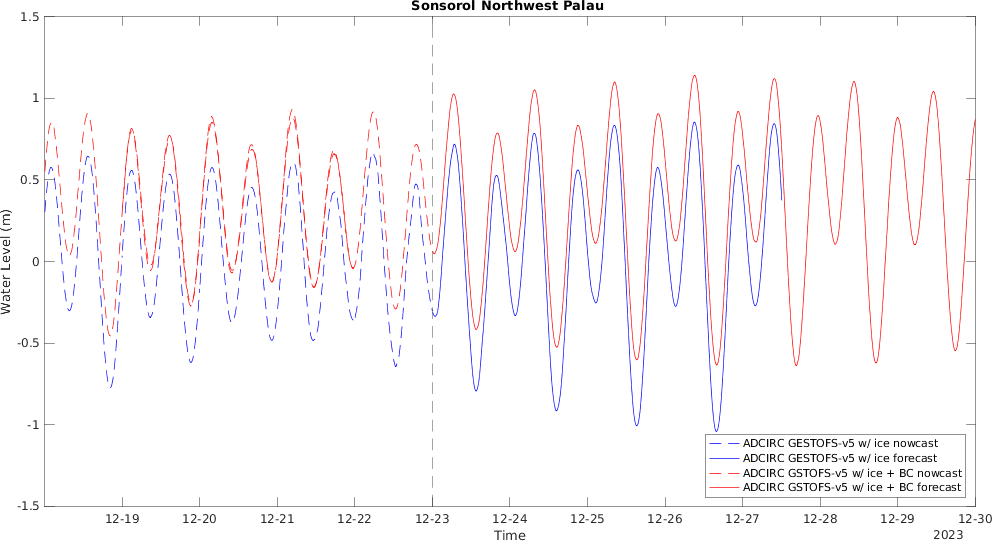 Sonsorol Northwest Palau
1.5
1
0.5
0
-0.5
-1
-1.5
Water Level (m)
ADCIRC GESTOFS-v5 w/ ice nowcast
ADCIRC GESTOFS-v5 w/ ice forecast
ADCIRC GSTOFS-v5 w/ ice + BC nowcast
ADCIRC GSTOFS-v5 w/ ice + BC forecast
12-19 12-20 12-21 12-22 12-23 12-24 12-25 12-26 12-27 12-28 12-29 12-30
Time
2023